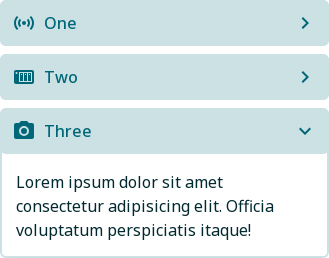 One
Two
Three
Lorem ipsum dolor sit amet
consectetur adipisicing elit. Officia
voluptatum perspiciatis itaque!